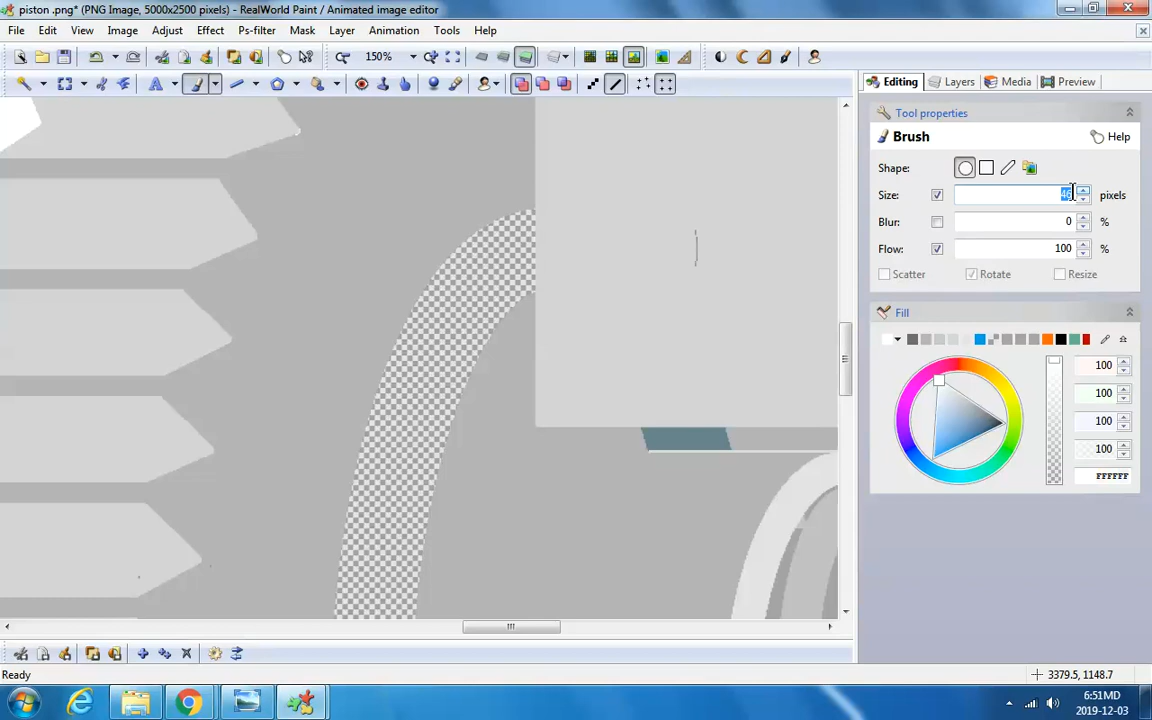 piston .png* (PNG Image, 5000x2500 pixels) - RealWorld Paint / Animated image editor
File Edit View Image Adjust Effect Ps-filter Mask Layer Animation Tools Help
150%
Editing Layers Media Preview
Tool properties
Brush Help
Shape:
Size: 46 pixels
Blur: 0 %
Flow: 100 %
Scatter Rotate Resize
Fill
100
100
100
100
FFFFFF
Ready
3379.5, 1148.7
6:51MD
2019-12-03